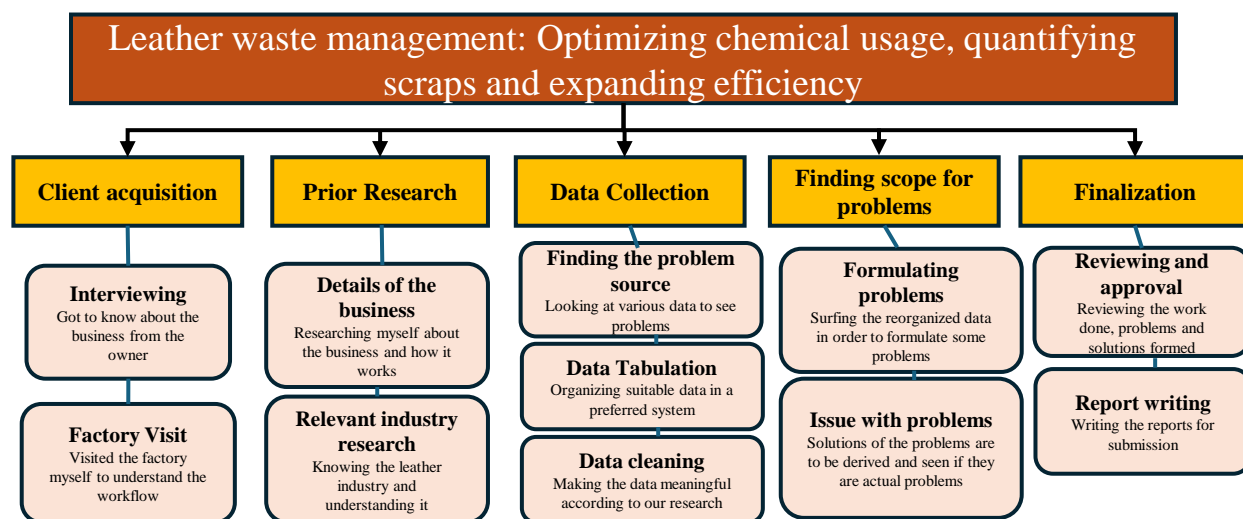 Leather waste management: Optimizing chemical usage, quantifying
scraps and expanding efficiency
Client acquisition
Interviewing
Got to know about the
business from the
owner
Factory Visit
Visited the factory
myself to understand the
workflow
Prior Research
Details of the
business
Researching myself about
the business and how it
works
Relevant industry
research
Knowing the leather
industry and
understanding it
Data Collection
Finding the problem
source
Looking at various data to see
problems
Data Tabulation
Organizing suitable data in a
preferred system
Data cleaning
Making the data meaningful
according to our research
Finding scope for
problems
Formulating
problems
Surfing the reorganized data
in order to formulate some
problems
Issue with problems
Solutions of the problems are
to be derived and seen if they
are actual problems
Finalization
Reviewing and
approval
Reviewing the work
done, problems and
solutions formed
Report writing
Writing the reports for
submission